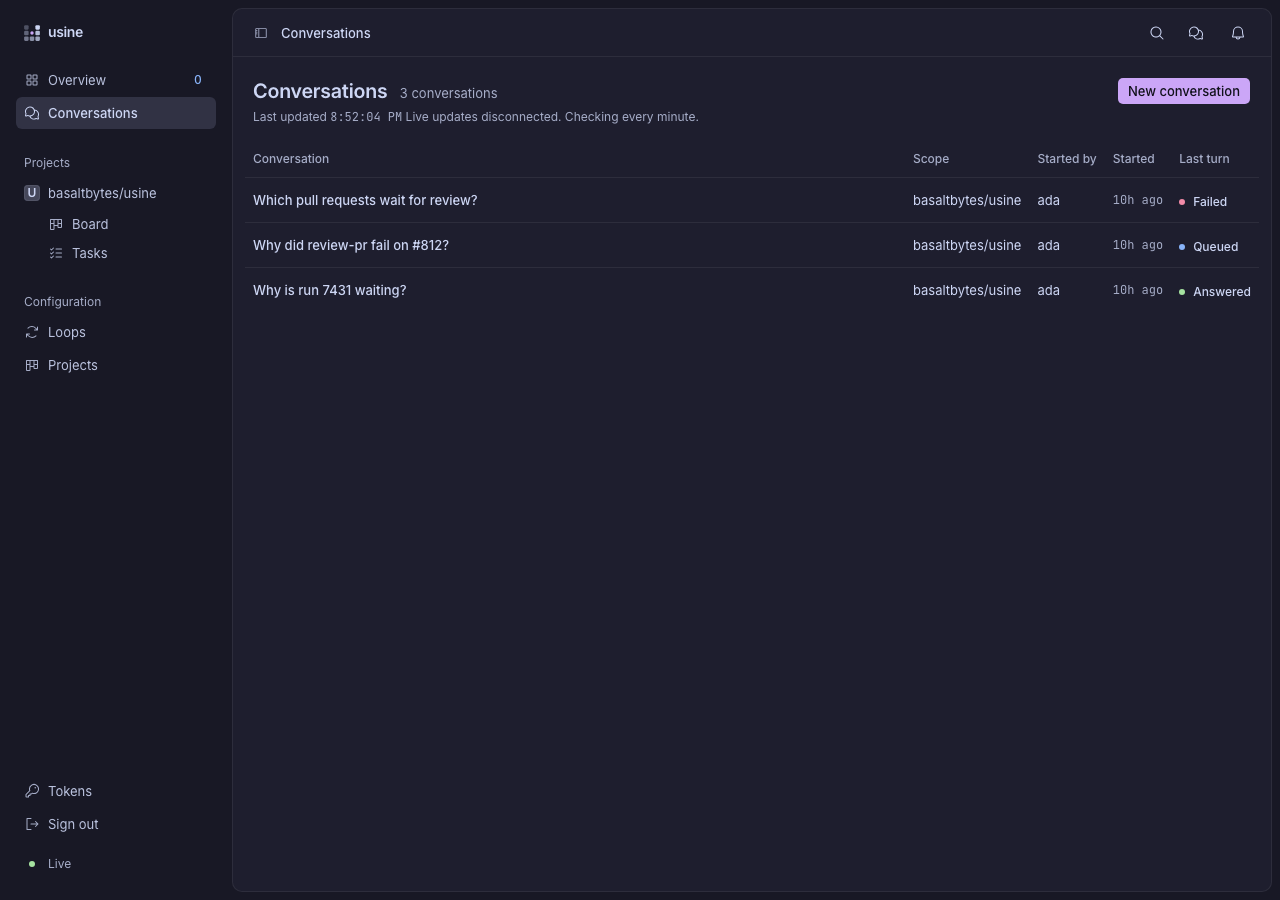 usine
Overview 0
Conversations
Projects
U basaltbytes/usine
Board
Tasks
Configuration
Loops
Projects
Tokens
Sign out
Live
Conversations
Conversations 3 conversations
New conversation
Last updated 8:52:04 PM Live updates disconnected. Checking every minute.
Conversation Scope Started by Started Last turn
Which pull requests wait for review? basaltbytes/usine ada 10h ago Failed
Why did review-pr fail on #812? basaltbytes/usine ada 10h ago Queued
Why is run 7431 waiting? basaltbytes/usine ada 10h ago Answered